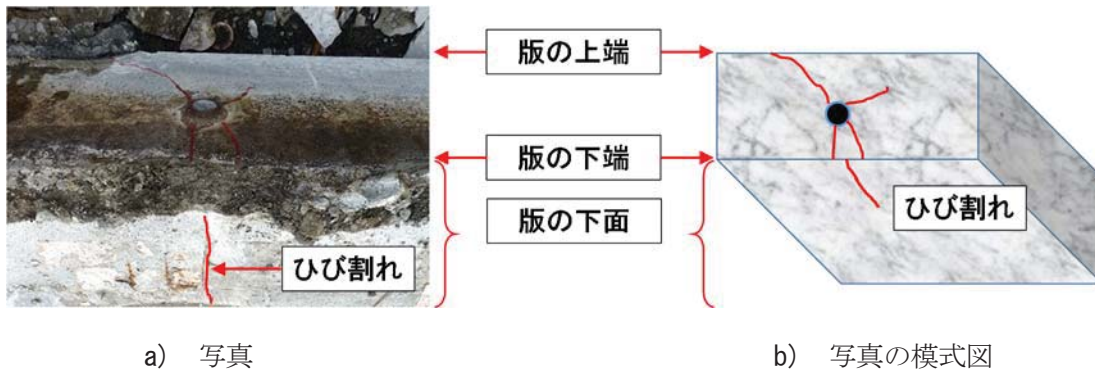 版の上端
版の下端
版の下面
ひび割れ
ひび割れ
a) 写真
b) 写真の模式図